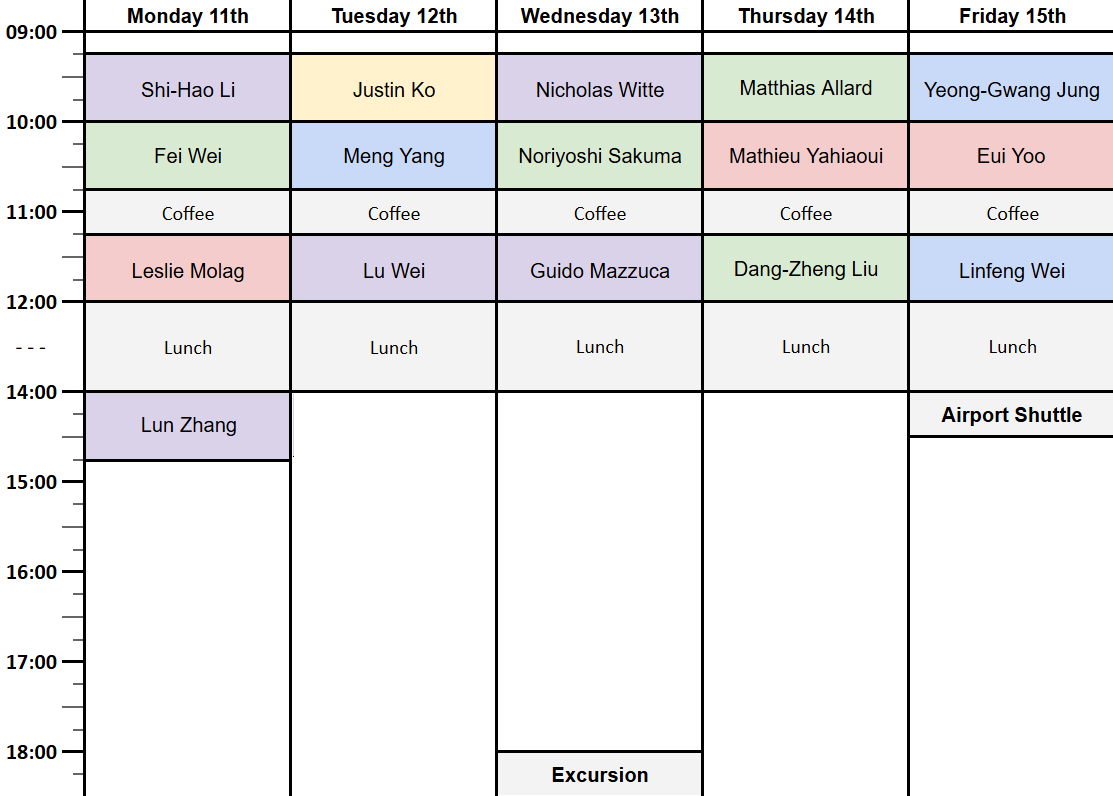 Monday 11th Tuesday 12th Wednesday 13th Thursday 14th Friday 15th
09:00
Shi-Hao Li Justin Ko Nicholas Witte Matthias Allard Yeong-Gwang Jung
10:00
Fei Wei Meng Yang Noriyoshi Sakuma Mathieu Yahiaoui Eui Yoo
11:00 Coffee Coffee Coffee Coffee Coffee
Leslie Molag Lu Wei Guido Mazzuca Dang-Zheng Liu Linfeng Wei
12:00
- - - Lunch Lunch Lunch Lunch Lunch
14:00
Lun Zhang Airport Shuttle
15:00
16:00
17:00
18:00
Excursion